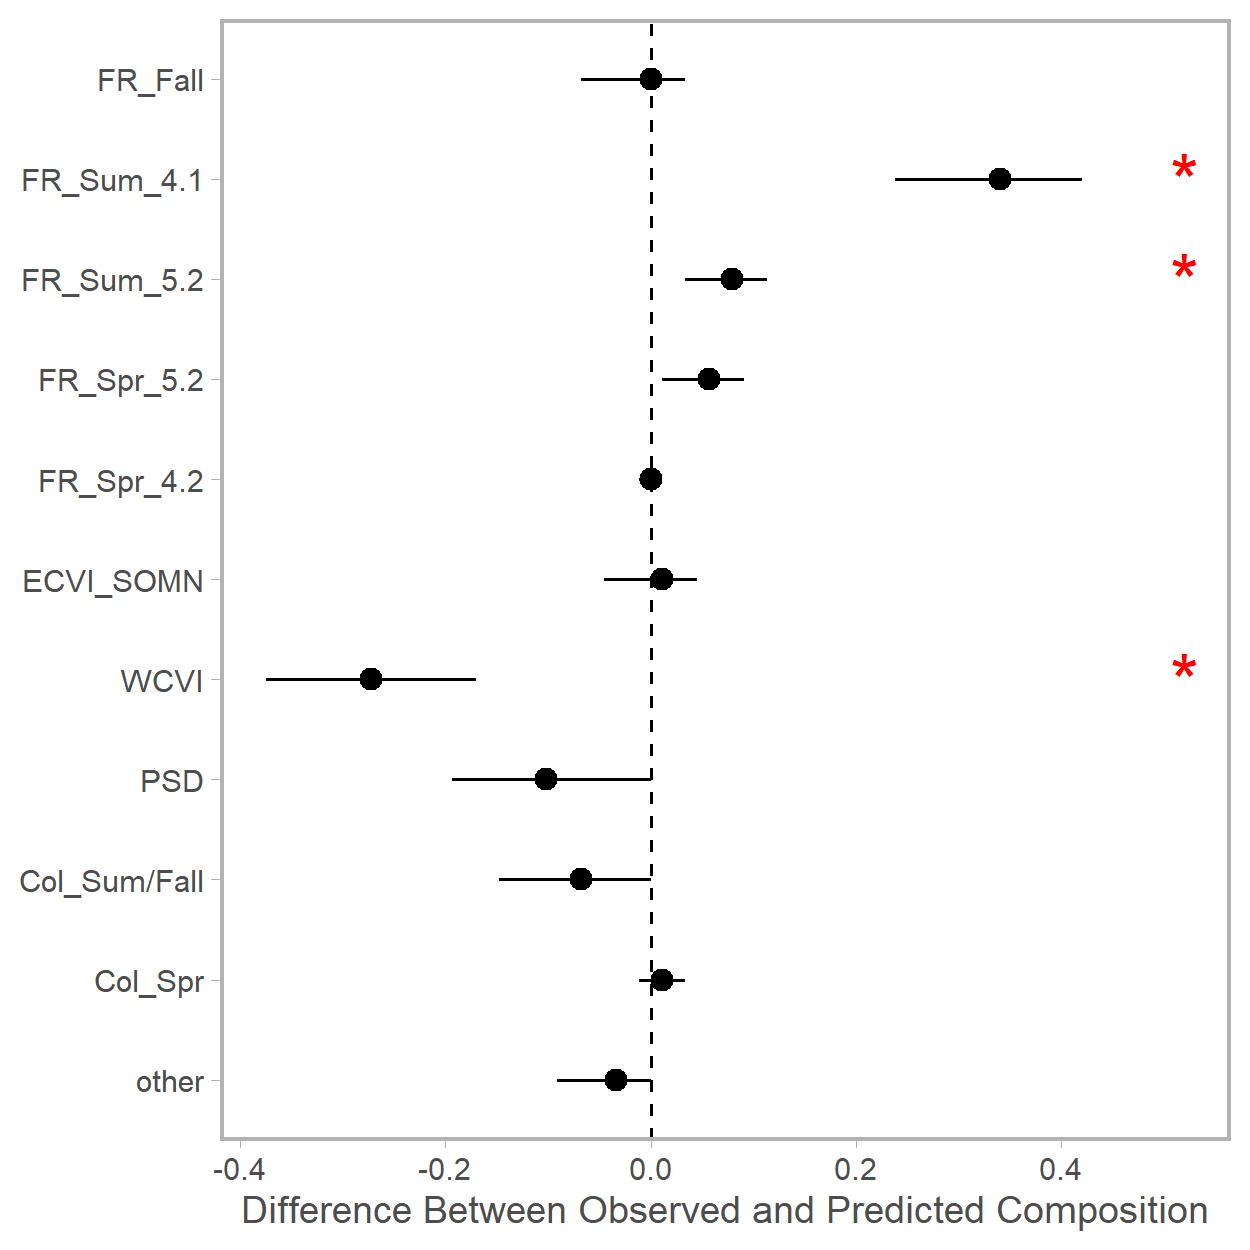 FR_Fall
FR_Sum_4.1 *
FR_Sum_5.2 *
FR_Spr_5.2
FR_Spr_4.2
ECVI_SOMN
WCVI *
PSD
Col_Sum/Fall
Col_Spr
other
-0.4 -0.2 0.0 0.2 0.4
Difference Between Observed and Predicted Composition